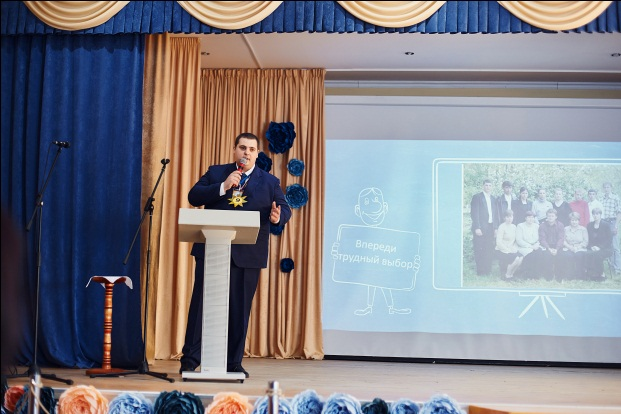 Впереди
трудный выбор